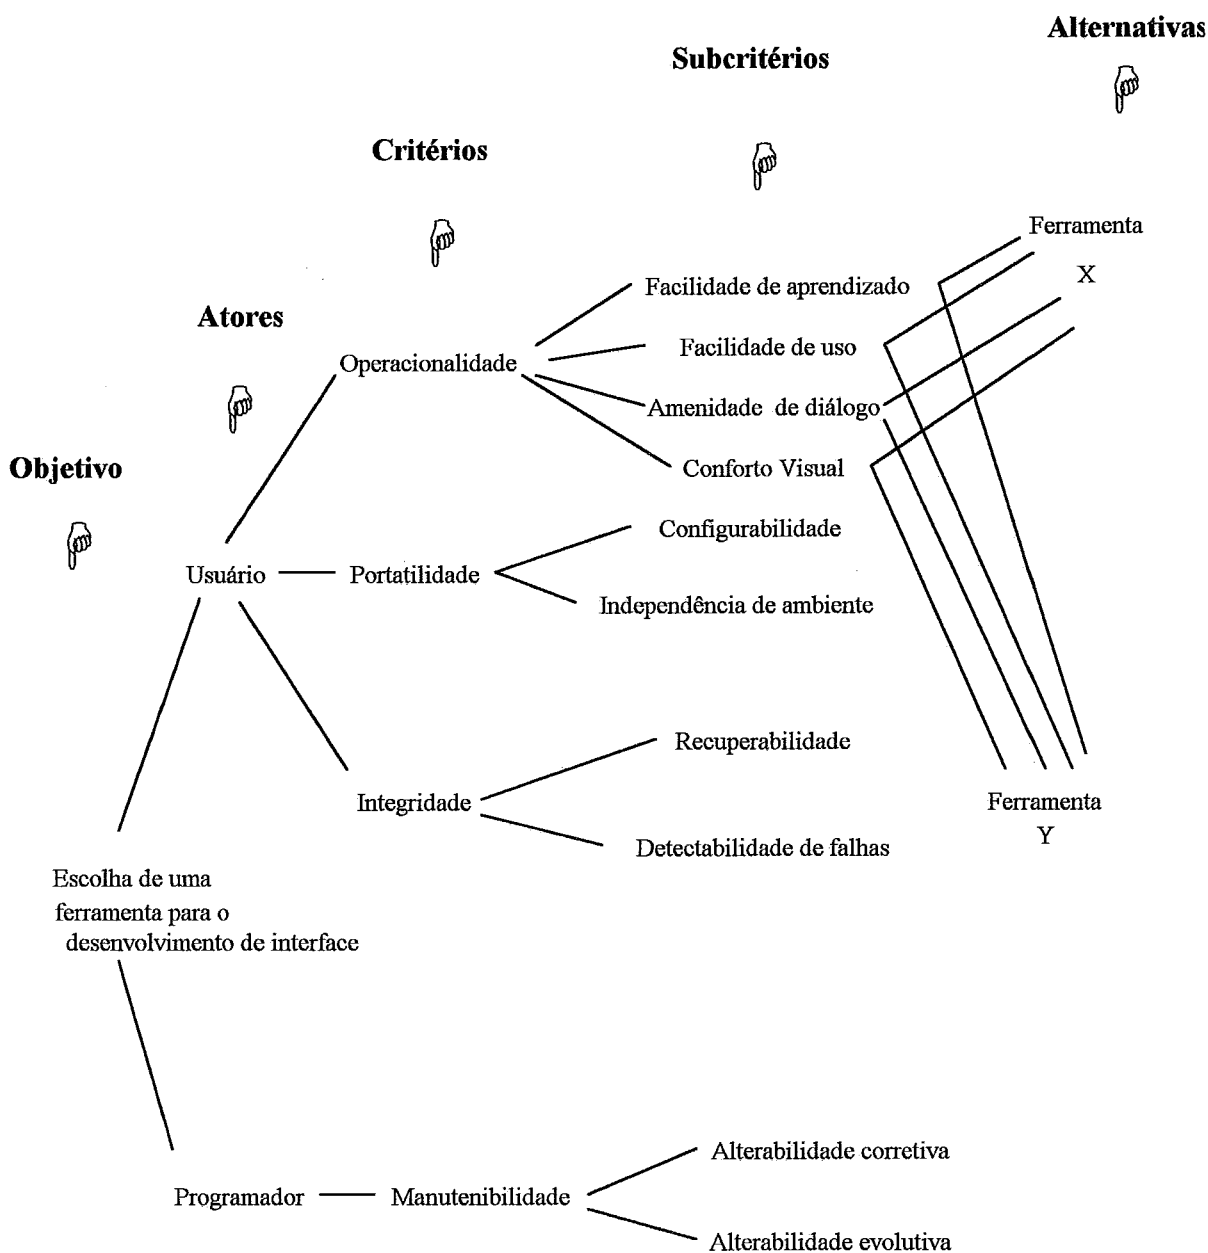 Alternativas
Subcritérios
Critérios
Atores
Objetivo
Ferramenta
X
Facilidade de aprendizado
Facilidade de uso
Operacionalidade
Amenidade de diálogo
Conforto Visual
Configurabilidade
Usuário
Portatilidade
Independência de ambiente
Recuperabilidade
Integridade
Ferramenta
Y
Detectabilidade de falhas
Escolha de uma
ferramenta para o
desenvolvimento de interface
Alterabilidade corretiva
Programador
Manutenibilidade
Alterabilidade evolutiva